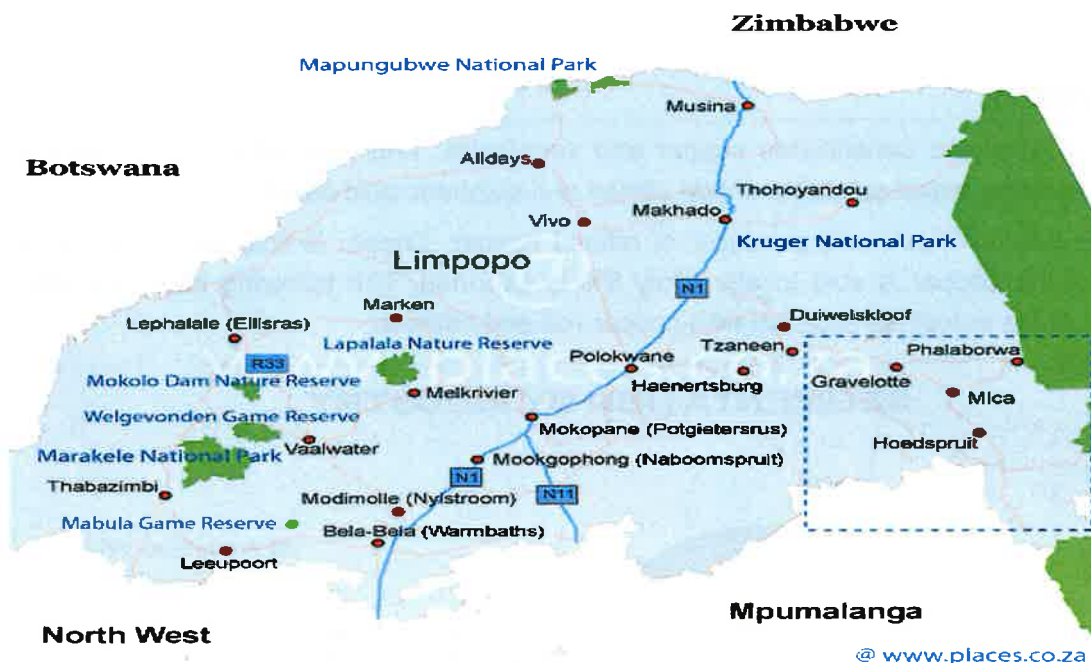 Zimbabwe
Mapungubwe National Park
Musina
Botswana
Alldays
Thohoyandou
Makhado
Vivo
Kruger National Park
Limpopo
N1
Marken
Duiwelskloof
Lephalale (Ellisras)
Lapalala Nature Reserve
Tzaneen
Phalaborwa
Polokwane
R33
Haenertsburg
Gravelotte
Mokolo Dam Nature Reserve
Melkrivier
Mica
Welgevonden Game Reserve
Mokopane (Potgietersrus)
Hoedspruit
Vaalwater
Marakele National Park
Mookgophong (Naboomspruit)
N1
Thabazimbi
Modimolle (Nylstroom)
N11
Mabula Game Reserve
Bela-Bela (Warmbaths)
Leeupoort
Mpumalanga
North West
@ www.places.co.za